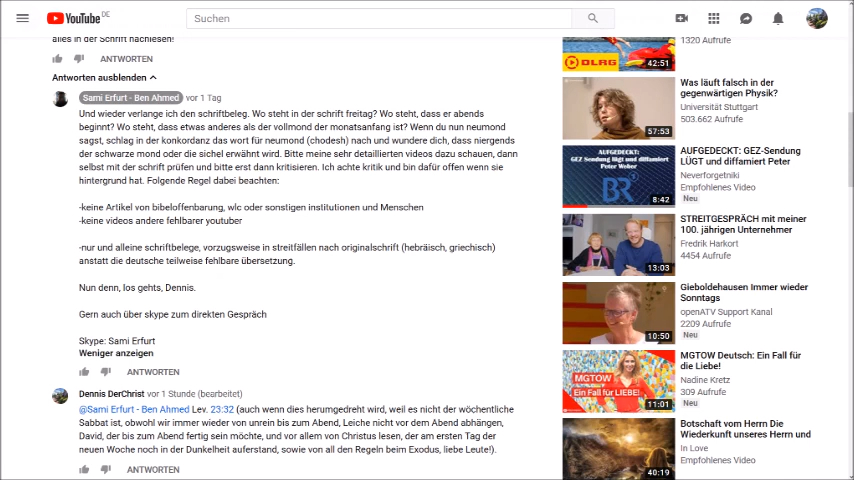 YouTube DE
Suchen
alles in der Schrift nachlesen!
ANTWORTEN
Antworten ausblenden
Sami Erfurt - Ben Ahmed vor 1 Tag
Und wieder verlange ich den schriftbeleg. Wo steht in der schrift freitag? Wo steht, dass er abends
beginnt? Wo steht, dass etwas anderes als der vollmond der monatsanfang ist? Wenn du nun neumond
sagst, schlag in der konkordanz das wort für neumond (chodesh) nach und wundere dich, dass niergends
der schwarze mond oder die sichel erwähnt wird. Bitte meine sehr detaillierten videos dazu schauen, dann
selbst mit der schrift prüfen und bitte erst dann kritisieren. Ich achte kritik und bin dafür offen wenn sie
hintergrund hat. Folgende Regel dabei beachten:
-keine Artikel von bibeloffenbarung, wlc oder sonstigen institutionen und Menschen
-keine videos andere fehlbarer youtuber
-nur und alleine schriftbelege, vorzugsweise in streitfällen nach originalschrift (hebräisch, griechisch)
anstatt die deutsche teilweise fehlbare übersetzung.
Nun denn, los gehts, Dennis.
Gern auch über skype zum direkten Gespräch
Skype: Sami Erfurt
Weniger anzeigen
ANTWORTEN
Dennis DerChrist vor 1 Stunde (bearbeitet)
@Sami Erfurt - Ben Ahmed Lev. 23:32 (auch wenn dies herumgedreht wird, weil es nicht der wöchentliche
Sabbat ist, obwohl wir immer wieder von unrein bis zum Abend, Leiche nicht vor dem Abend abhängen,
David, der bis zum Abend fertig sein möchte, und vor allem von Christus lesen, der am ersten Tag der
neuen Woche noch in der Dunkelheit auferstand, sowie von all den Regeln beim Exodus, liebe Leute!).
ANTWORTEN
DLRG
42:51
1320 Aufrufe
57:53
Was läuft falsch in der
gegenwärtigen Physik?
Universität Stuttgart
503.662 Aufrufe
AUFGEDECKT:
GEZ Sendung lügt und diffamiert
Peter Weber
BR
8:42
AUFGEDECKT: GEZ-Sendung
LÜGT und diffamiert Peter
Neverforgetniki
Empfohlenes Video
Neu
13:03
STREITGESPRÄCH mit meiner
100. jährigen Unternehmer
Fredrik Harkort
4454 Aufrufe
10:50
Gieboldehausen Immer wieder
Sonntags
openATV Support Kanal
2209 Aufrufe
Neu
MGTOW
Ein Fall für LIEBE!
11:01
MGTOW Deutsch: Ein Fall für
die Liebe!
Nadine Kretz
309 Aufrufe
Neu
40:19
Botschaft vom Herrn Die
Wiederkunft unseres Herrn und
In Love
Empfohlenes Video